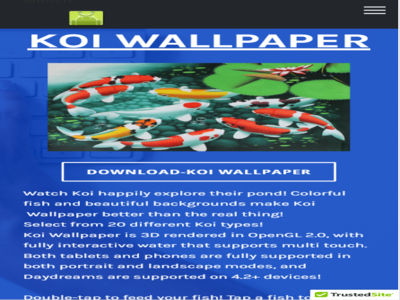 KOI WALLPAPER
DOWNLOAD-KOI WALLPAPER
Watch Koi happily explore their pond! Colorful
fish and beautiful backgrounds make Koi
Wallpaper better than the real thing!
Select from 20 different Koi types!
Koi Wallpaper is 3D rendered in OpenGL 2.0, with
fully interactive water that supports multi touch.
Both tablets and phones are fully supported in
both portrait and landscape modes, and
Daydreams are supported on 4.2+ devices!
Double-tap to feed your fish! Tap a fish to
TrustedSite